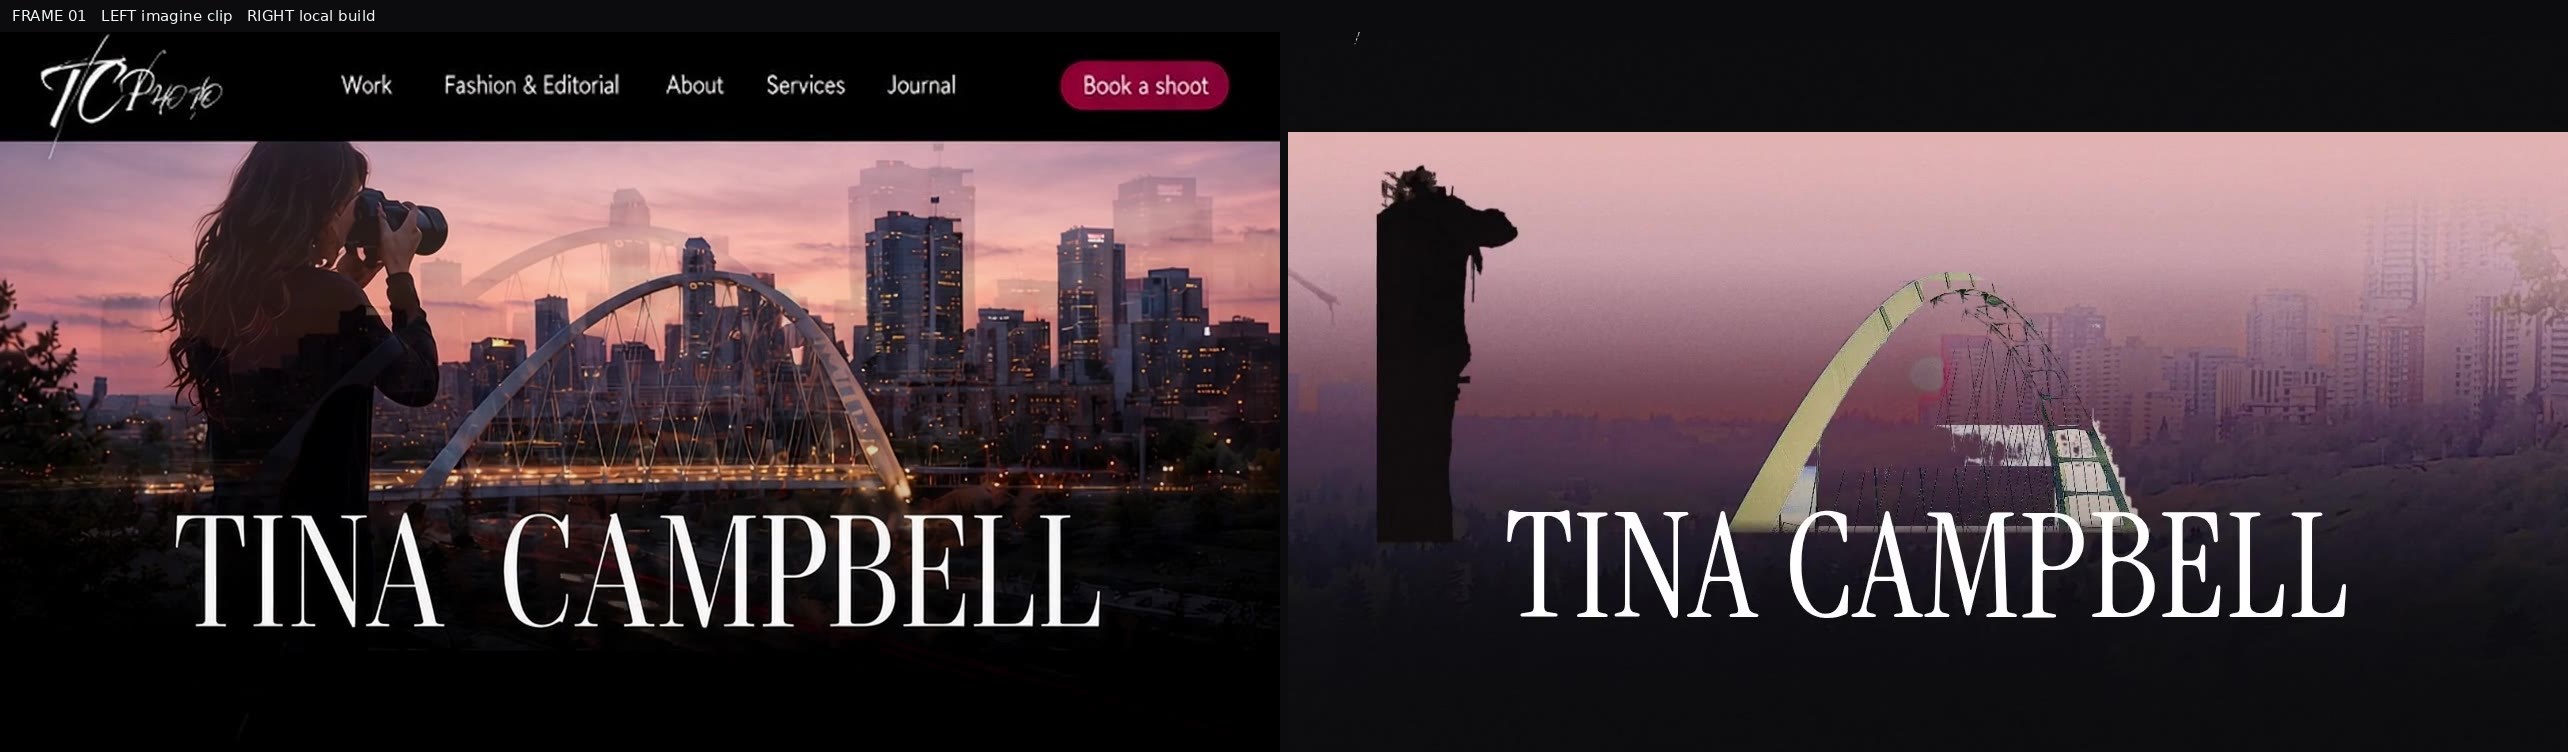 FRAME 01 LEFT imagine clip RIGHT local build
TCPHOTO
Work Fashion & Editorial About Services Journal Book a shoot
TINA CAMPBELL
TINA CAMPBELL